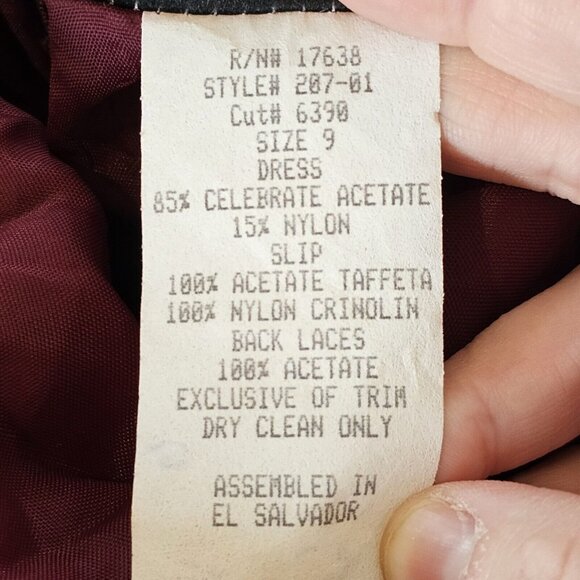 R/N# 17638
STYLE# 207-01
Cut# 6390
SIZE 9
DRESS
85% CELEBRATE ACETATE
15% NYLON
SLIP
100% ACETATE TAFFETA
100% NYLON CRINOLIN
BACK LACES
100% ACETATE
EXCLUSIVE OF TRIM
DRY CLEAN ONLY
ASSEMBLED IN
EL SALVADOR